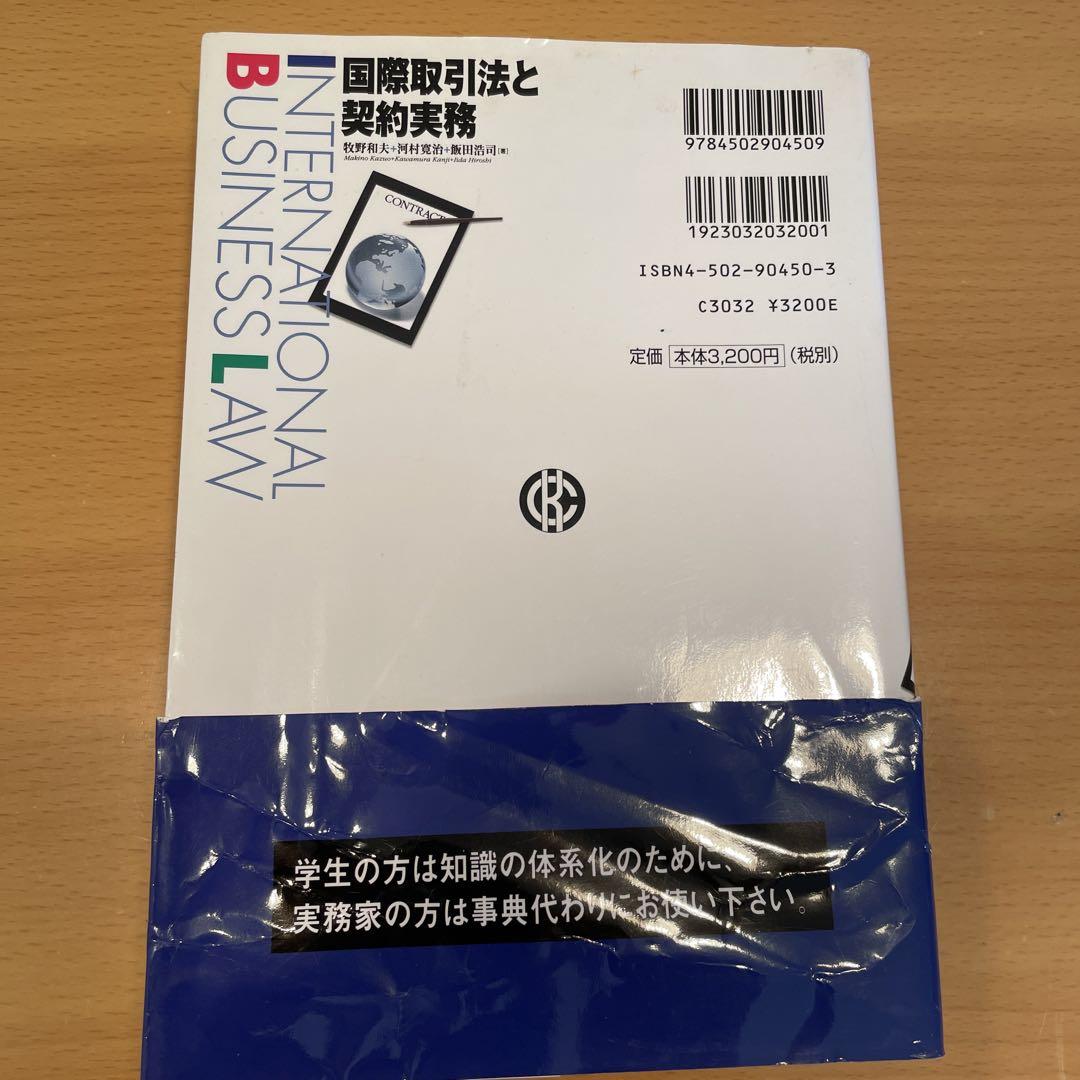 国際取引法と
契約実務
牧野和夫+河村寛治+飯田浩司[著]
Makino Kazuo+Kawamura Kanji+Iida Hiroshi
INTERNATIONAL
BUSINESS LAW
CONTRACT
9784502904509
1923032032001
ISBN4-502-90450-3
C3032 ¥3200E
定価 本体3,200円 (税別)
学生の方は知識の体系化のために、
実務家の方は事典代わりにお使い下さい。